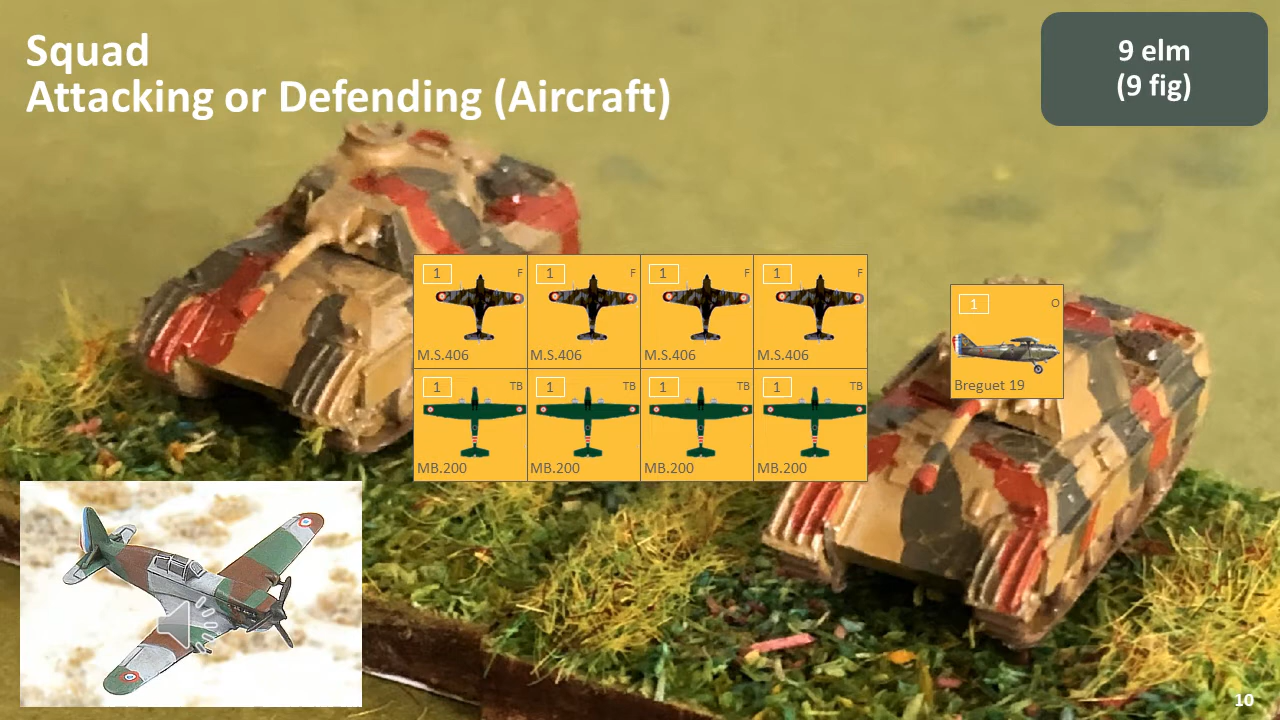 Squad
Attacking or Defending (Aircraft)
9 elm
(9 fig)
1 F 1 F 1 F 1 F
M.S.406 M.S.406 M.S.406 M.S.406
1 TB 1 TB 1 TB 1 TB
MB.200 MB.200 MB.200 MB.200
1 O
Breguet 19
10